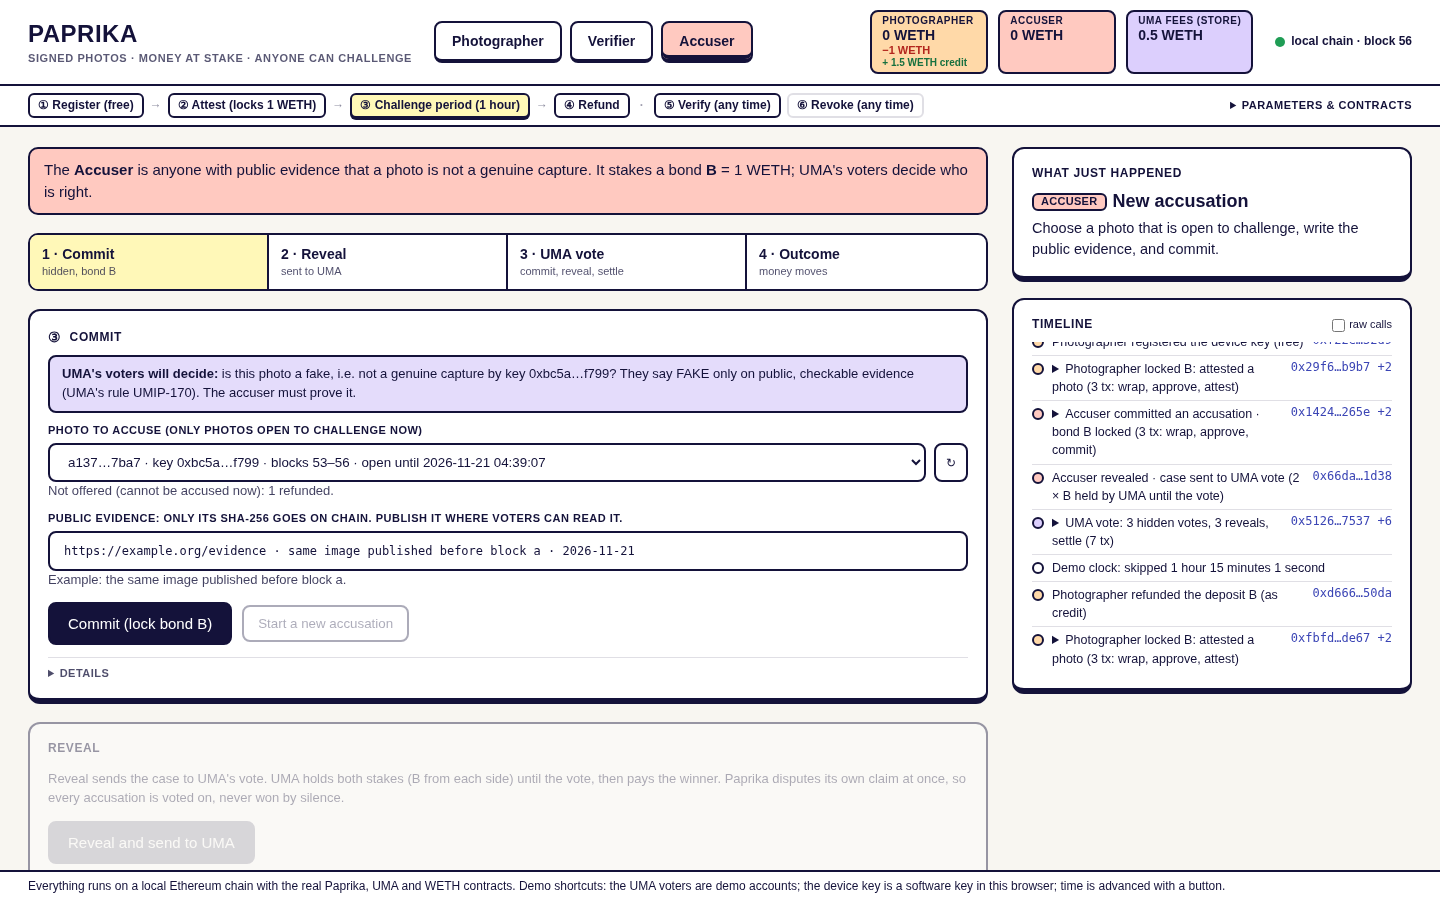 PAPRIKA
SIGNED PHOTOS · MONEY AT STAKE · ANYONE CAN CHALLENGE
Photographer
Verifier
Accuser
PHOTOGRAPHER
0 WETH
−1 WETH
+ 1.5 WETH credit
ACCUSER
0 WETH
UMA FEES (STORE)
0.5 WETH
local chain · block 56
① Register (free) → ② Attest (locks 1 WETH) → ③ Challenge period (1 hour) → ④ Refund · ⑤ Verify (any time) ⑥ Revoke (any time)
PARAMETERS & CONTRACTS
The Accuser is anyone with public evidence that a photo is not a genuine capture. It stakes a bond B = 1 WETH; UMA's voters decide who
is right.
1 · Commit
hidden, bond B
2 · Reveal
sent to UMA
3 · UMA vote
commit, reveal, settle
4 · Outcome
money moves
③ COMMIT
UMA's voters will decide: is this photo a fake, i.e. not a genuine capture by key 0xbc5a…f799? They say FAKE only on public, checkable evidence
(UMA's rule UMIP-170). The accuser must prove it.
PHOTO TO ACCUSE (ONLY PHOTOS OPEN TO CHALLENGE NOW)
a137…7ba7 · key 0xbc5a…f799 · blocks 53–56 · open until 2026-11-21 04:39:07
↻
Not offered (cannot be accused now): 1 refunded.
PUBLIC EVIDENCE: ONLY ITS SHA-256 GOES ON CHAIN. PUBLISH IT WHERE VOTERS CAN READ IT.
https://example.org/evidence · same image published before block a · 2026-11-21
Example: the same image published before block a.
Commit (lock bond B)
Start a new accusation
DETAILS
REVEAL
Reveal sends the case to UMA's vote. UMA holds both stakes (B from each side) until the vote, then pays the winner. Paprika disputes its own claim at once, so
every accusation is voted on, never won by silence.
Reveal and send to UMA
WHAT JUST HAPPENED
ACCUSER New accusation
Choose a photo that is open to challenge, write the
public evidence, and commit.
TIMELINE
raw calls
Photographer registered the device key (free)
Photographer locked B: attested a
photo (3 tx: wrap, approve, attest)
0x29f6…b9b7 +2
Accuser committed an accusation ·
bond B locked (3 tx: wrap, approve,
commit)
0x1424…265e +2
Accuser revealed · case sent to UMA vote (2
× B held by UMA until the vote)
0x66da…1d38
UMA vote: 3 hidden votes, 3 reveals,
settle (7 tx)
0x5126…7537 +6
Demo clock: skipped 1 hour 15 minutes 1 second
Photographer refunded the deposit B (as
credit)
0xd666…50da
Photographer locked B: attested a
photo (3 tx: wrap, approve, attest)
0xfbfd…de67 +2
Everything runs on a local Ethereum chain with the real Paprika, UMA and WETH contracts. Demo shortcuts: the UMA voters are demo accounts; the device key is a software key in this browser; time is advanced with a button.